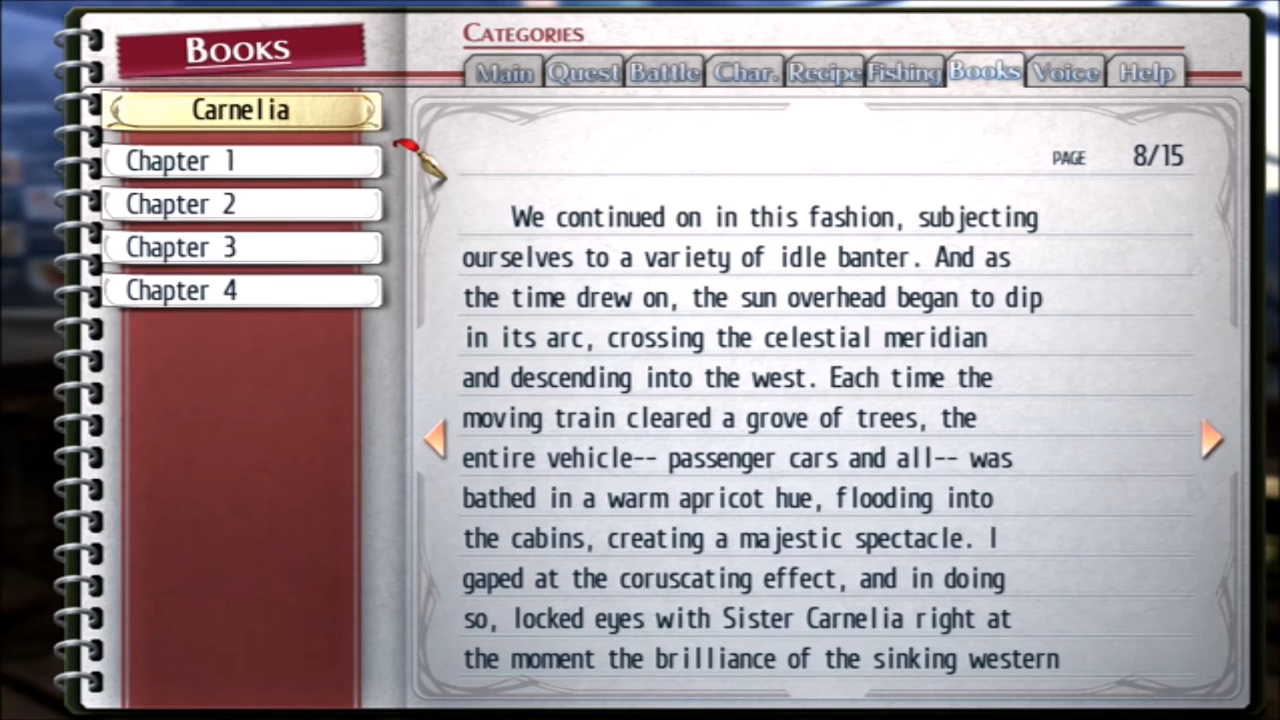 Books
Categories
Main Quest Battle Char. Recipe Fishing Books Voice Help
Carnelia
Chapter 1
Chapter 2
Chapter 3
Chapter 4
PAGE 8/15
We continued on in this fashion, subjecting
ourselves to a variety of idle banter. And as
the time drew on, the sun overhead began to dip
in its arc, crossing the celestial meridian
and descending into the west. Each time the
moving train cleared a grove of trees, the
entire vehicle-- passenger cars and all-- was
bathed in a warm apricot hue, flooding into
the cabins, creating a majestic spectacle. I
gaped at the coruscating effect, and in doing
so, locked eyes with Sister Carnelia right at
the moment the brilliance of the sinking western